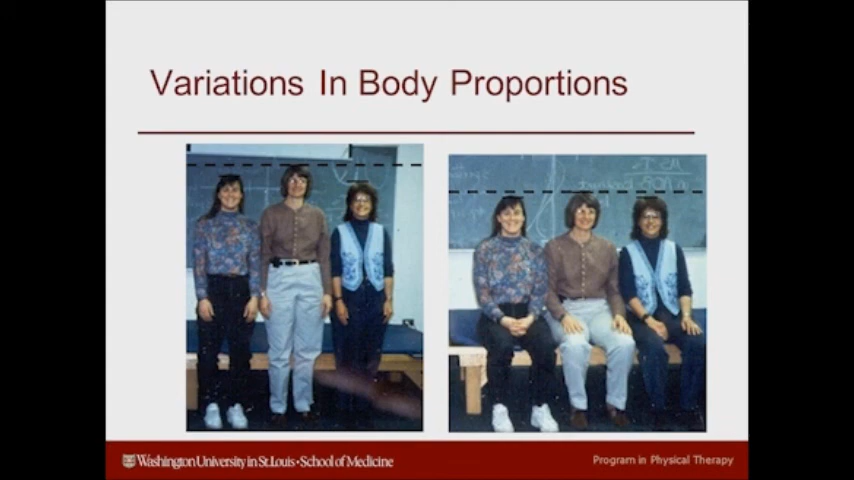 Variations In Body Proportions
Washington University in St. Louis • School of Medicine
Program in Physical Therapy